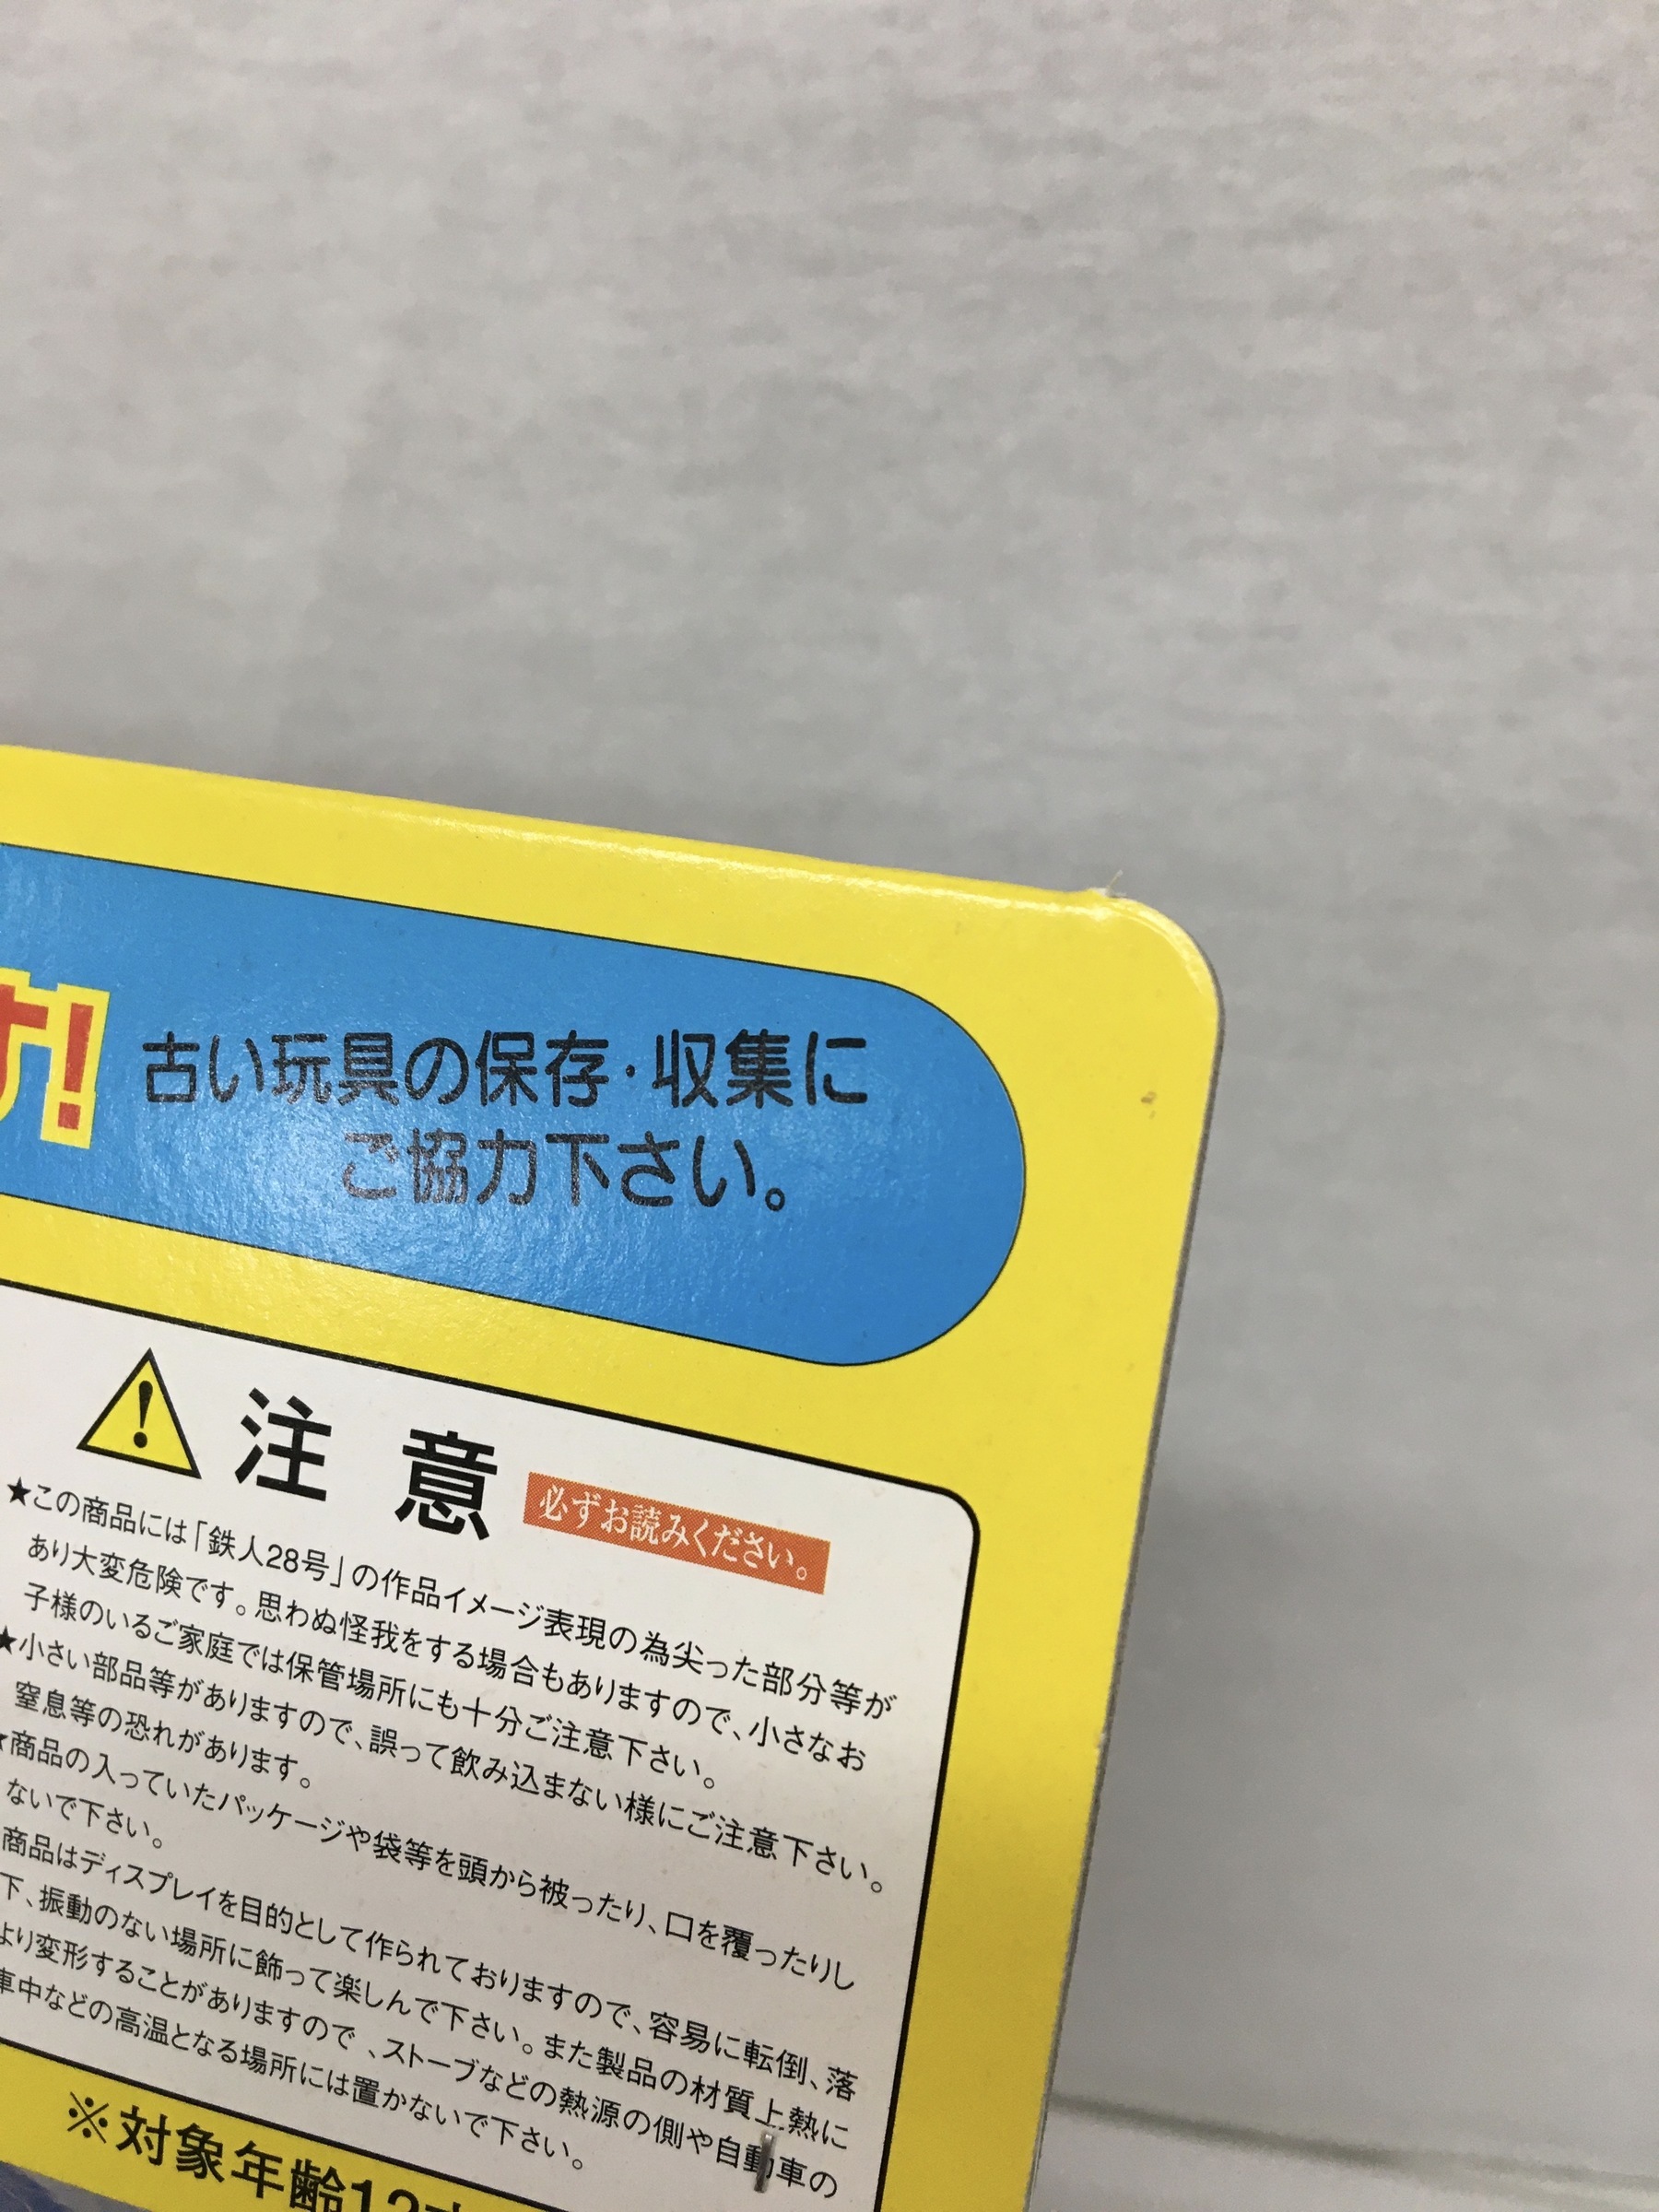 す!
古い玩具の保存・収集に
ご協力下さい。
注意
必ずお読みください。
★この商品には「鉄人28号」の作品イメージ表現の為尖った部分等が
あり大変危険です。思わぬ怪我をする場合もありますので、小さなお
子様のいるご家庭では保管場所にも十分ご注意下さい。
★小さい部品等がありますので、誤って飲み込まない様にご注意下さい。
窒息等の恐れがあります。
★商品の入っていたパッケージや袋等を頭から被ったり、口を覆ったりし
ないで下さい。
商品はディスプレイを目的として作られておりますので、容易に転倒、落
下、振動のない場所に飾って楽しんで下さい。また製品の材質上熱に
より変形することがありますので、ストーブなどの熱源の側や自動車の
車中などの高温となる場所には置かないで下さい。
※対象年齢12才